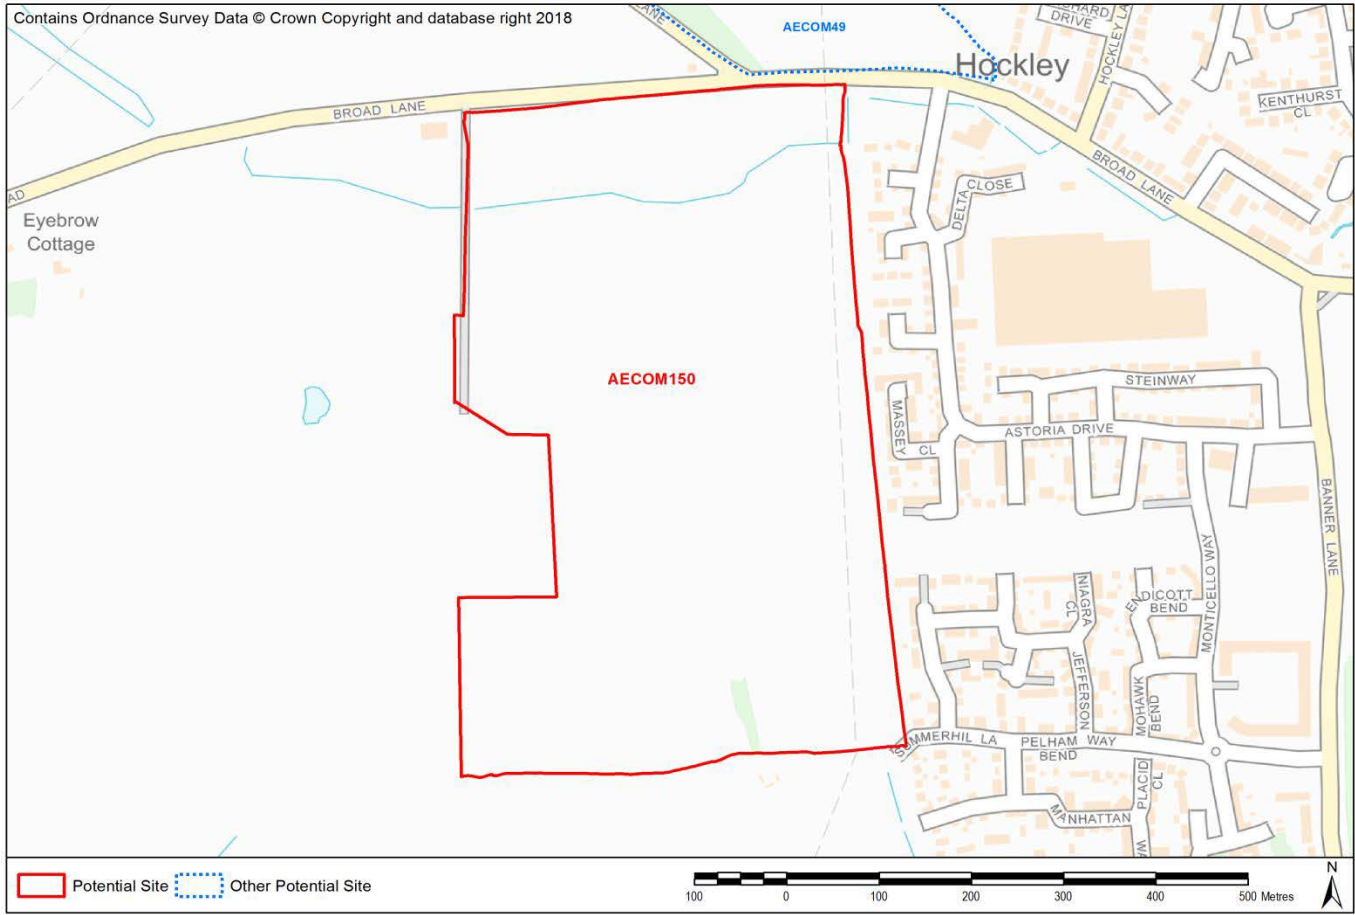 Contains Ordnance Survey Data © Crown Copyright and database right 2018
LANE
AECOM49
DRIVE
HOCKLEY LA
Hockley
KENTHURST
CL
BROAD LANE
BROAD LANE
AD
Eyebrow
Cottage
DELTA
CLOSE
AECOM150
STEINWAY
MASSEY
CL
ASTORIA DRIVE
BANNER LANE
MONTICELLO WAY
NIAGRA
CL
ENDICOTT
BEND
JEFFERSON
MOHAWK
BEND
SUMMERHIL LA
PELHAM WAY
BEND
PLACID
CL
MANHATTAN
WA
Potential Site
Other Potential Site
100 0 100 200 300 400 500 Metres
N